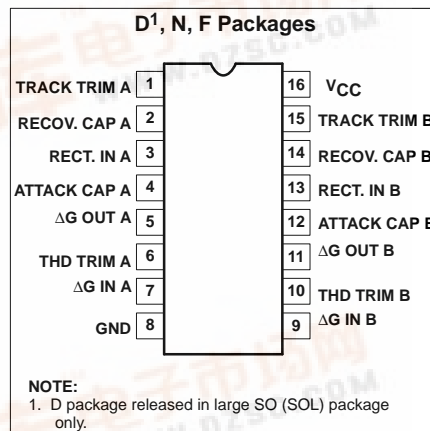 D1, N, F Packages
TRACK TRIM A 1 16 VCC
RECOV. CAP A 2 15 TRACK TRIM B
RECT. IN A 3 14 RECOV. CAP B
ATTACK CAP A 4 13 RECT. IN B
ΔG OUT A 5 12 ATTACK CAP B
THD TRIM A 6 11 ΔG OUT B
ΔG IN A 7 10 THD TRIM B
GND 8 9 ΔG IN B
NOTE:
1. D package released in large SO (SOL) package
only.